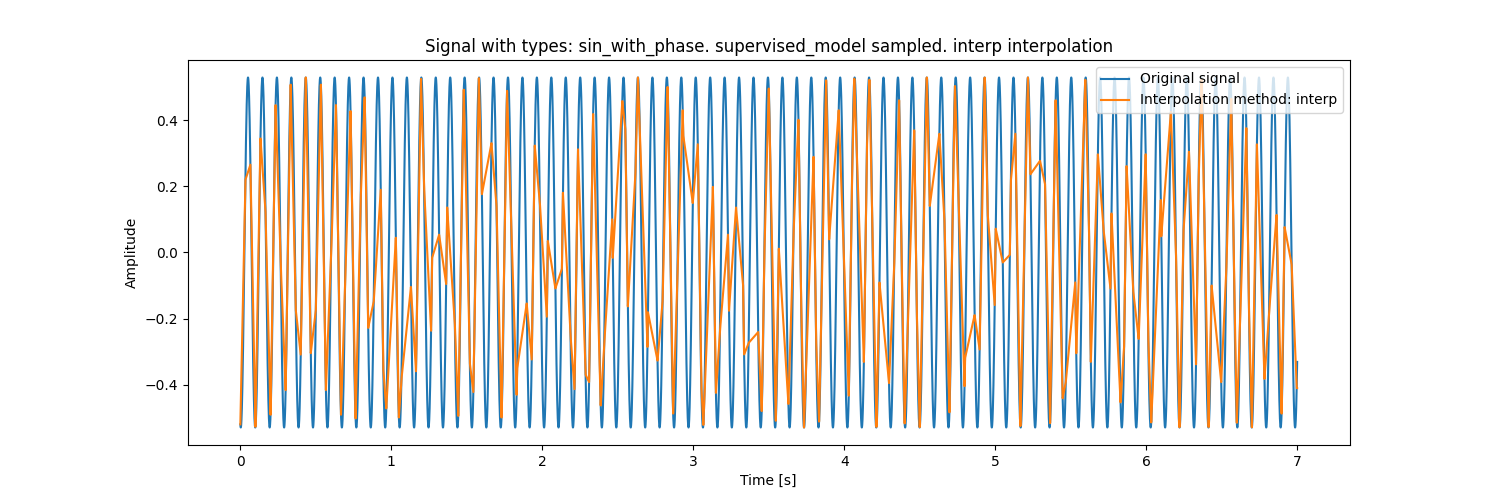 Signal with types: sin_with_phase. supervised_model sampled. interp interpolation
Original signal
Interpolation method: interp
Amplitude
0.4
0.2
0.0
−0.2
−0.4
0 1 2 3 4 5 6 7
Time [s]